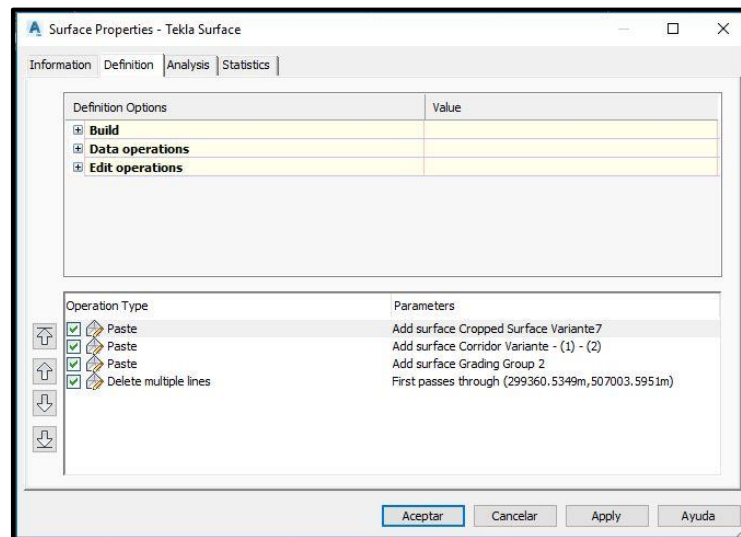 Surface Properties - Tekla Surface
Information Definition Analysis Statistics
Definition Options Value
Build
Data operations
Edit operations
Operation Type Parameters
Paste Add surface Cropped Surface Variante7
Paste Add surface Corridor Variante - (1) - (2)
Paste Add surface Grading Group 2
Delete multiple lines First passes through (299360.5349m,507003.5951m)
Aceptar Cancelar Apply Ayuda